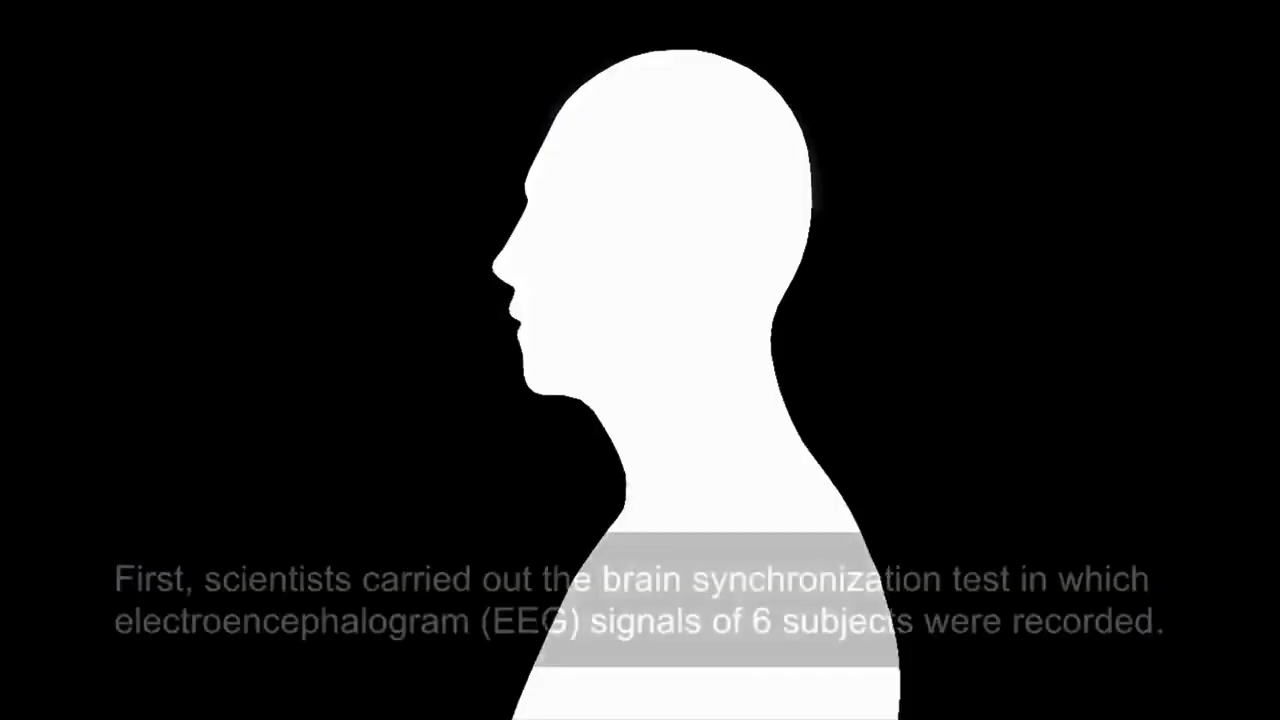 First, scientists carried out the brain synchronization test in which
electroencephalogram (EEG) signals of 6 subjects were recorded.